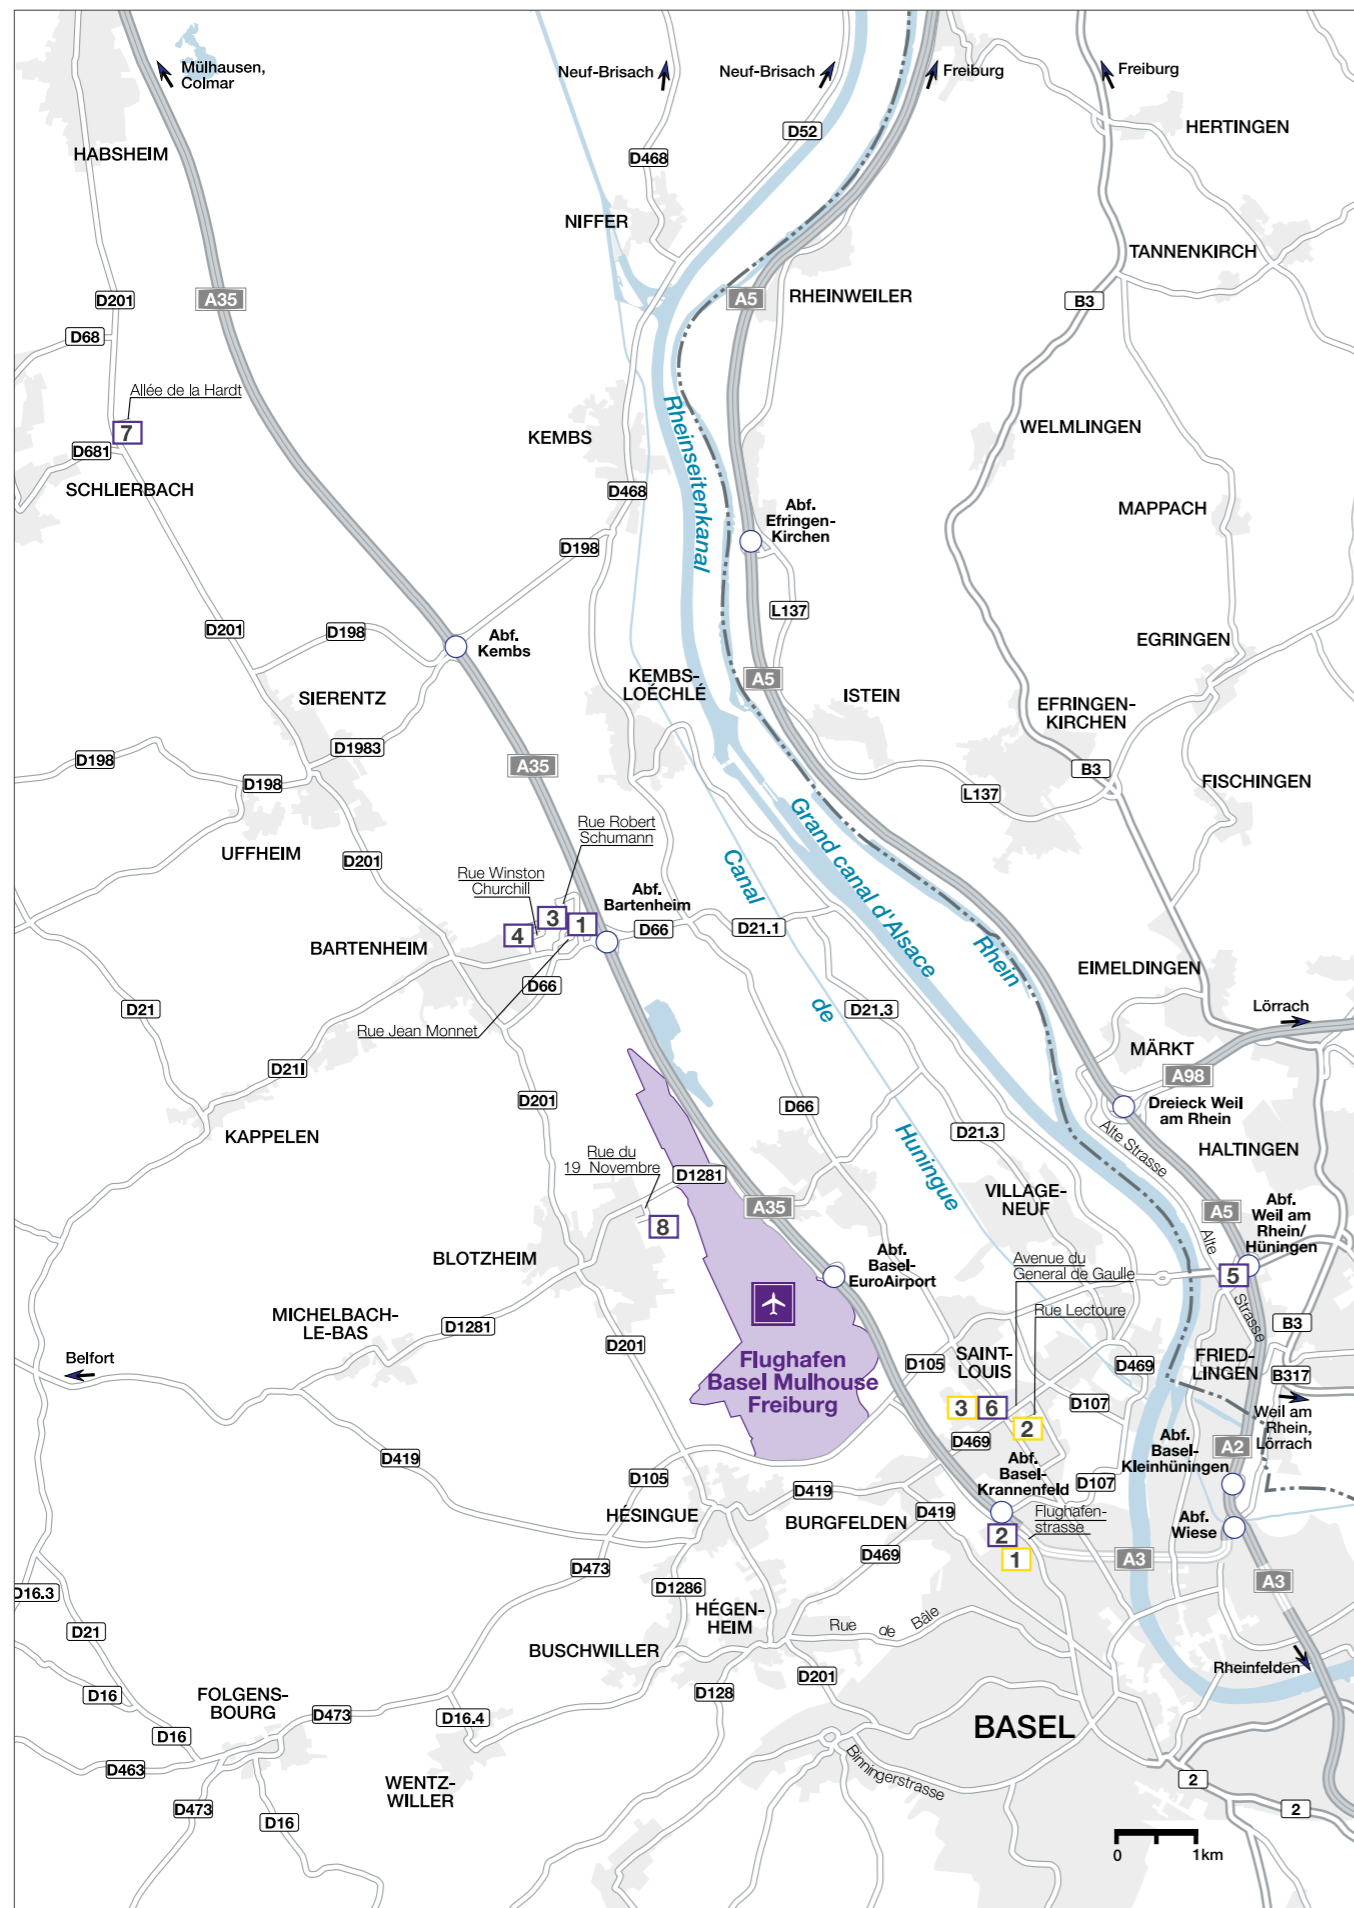 Mülhausen,
Colmar
Neuf-Brisach
Neuf-Brisach
Freiburg
Freiburg
D52
HERTINGEN
HABSHEIM
D468
NIFFER
TANNENKIRCH
D201
A35
A5
RHEINWEILER
B3
D68
Allée de la Hardt
7
D681
SCHLIERBACH
KEMBS
Rheinseitenkanal
WELMLINGEN
D468
Abf.
Efringen-
Kirchen
MAPPACH
D198
D201
D198
Abf.
Kembs
L137
EGRINGEN
SIERENTZ
KEMBS-
LOÉCHLÉ
A5
ISTEIN
EFRINGEN-
KIRCHEN
D198
D1983
A35
D198
B3
L137
FISCHINGEN
Rue Robert
Schumann
Grand canal d'Alsace
UFFHEIM
D201
Rue Winston
Churchill
Canal
de
Huningue
Abf.
Bartenheim
3
1
4
D66
D21.1
Rhein
BARTENHEIM
EIMELDINGEN
D66
D21
Rue Jean Monnet
D21.3
Lörrach
MÄRKT
D21I
A98
D201
D66
Dreieck Weil
am Rhein
KAPPELEN
D21.3
Alte Strasse
HALTINGEN
Rue du
19 Novembre
D1281
VILLAGE-
NEUF
A35
A5
Abf.
Weil am
Rhein/
Hüningen
8
BLOTZHEIM
Abf.
Basel-
EuroAirport
Avenue du
General de Gaulle
Alte
Strasse
5
Rue Lectoure
MICHELBACH-
LE-BAS
D1281
B3
D201
Belfort
Flughafen
Basel Mulhouse
Freiburg
D105
SAINT-
LOUIS
D469
FRIED-
LINGEN
B317
3
6
2
D107
Weil am
Rhein,
Lörrach
D469
Abf.
Basel-
Kleinhüningen
A2
D419
Abf.
Basel-
Krannenfeld
D105
D419
D107
HÉSINGUE
BURGFELDEN
D419
Flughafen-
strasse
Abf.
Wiese
2
1
D469
A3
D473
A3
D16.3
D1286
HÉGEN-
HEIM
Rue de Bâle
D21
BUSCHWILLER
Rheinfelden
D201
D16
FOLGENS-
BOURG
D128
D473
D16.4
BASEL
D16
D463
Binningerstrasse
WENTZ-
WILLER
2
D473
D16
2
0
1km